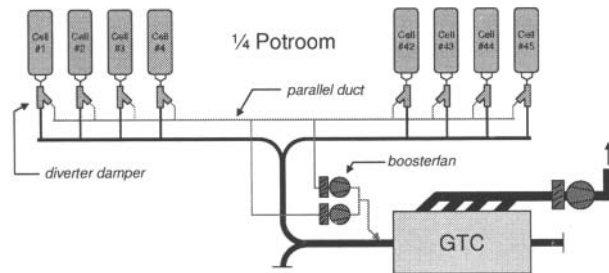 Cell
#1
Cell
#2
Cell
#3
Cell
#4
¼ Potroom
Cell
#42
Cell
#43
Cell
#44
Cell
#45
parallel duct
diverter damper
boosterfan
GTC